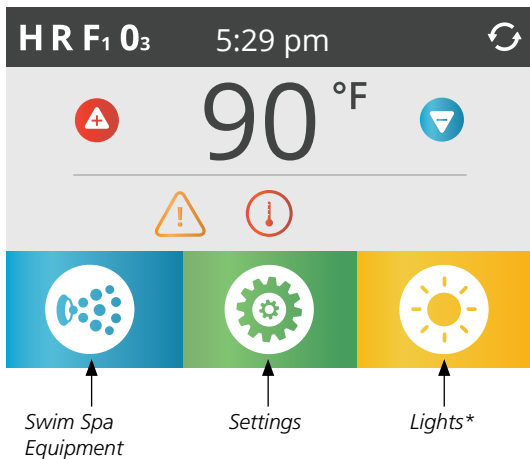 H R F1 03 5:29 pm
90 °F
Swim Spa Equipment
Settings
Lights*